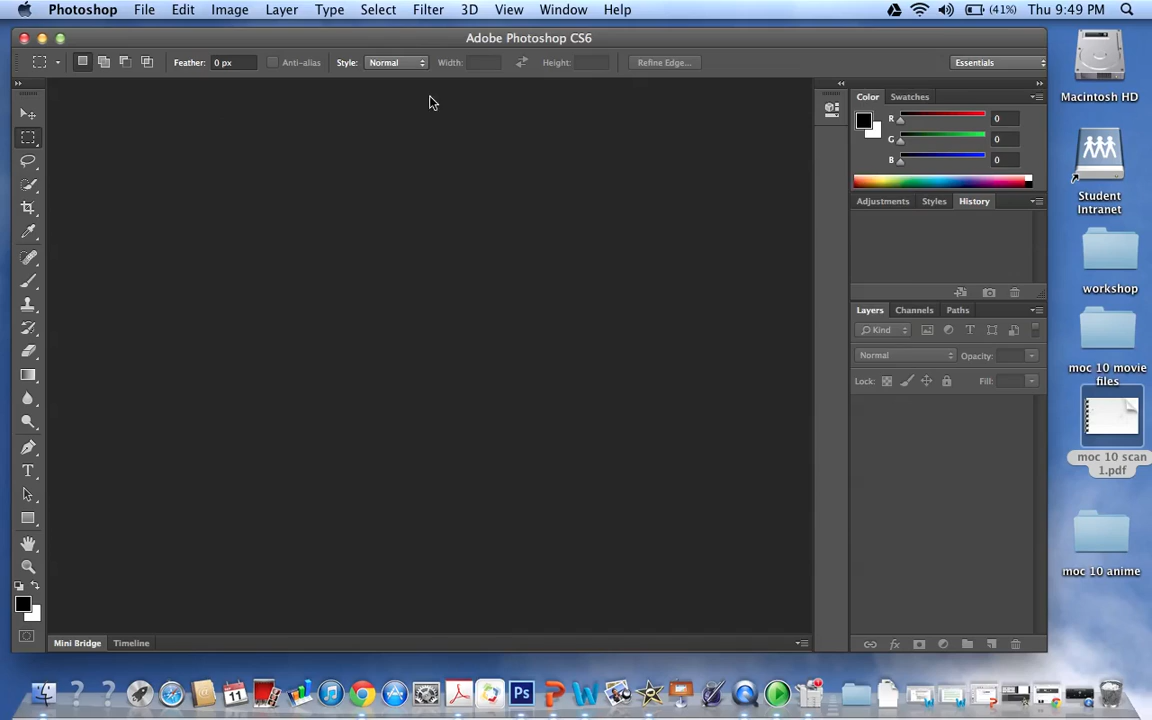 Photoshop File Edit Image Layer Type Select Filter 3D View Window Help (41%) Thu 9:49 PM
Adobe Photoshop CS6
Feather: 0 px Anti-alias Style: Normal Width: Height: Refine Edge... Essentials
Color Swatches
R 0
G 0
B 0
Adjustments Styles History
Layers Channels Paths
Kind
Normal Opacity:
Lock: Fill:
Mini Bridge Timeline
Macintosh HD
Student
Intranet
workshop
moc 10 movie
files
moc 10 scan
1.pdf
moc 10 anime
T
11
Ps